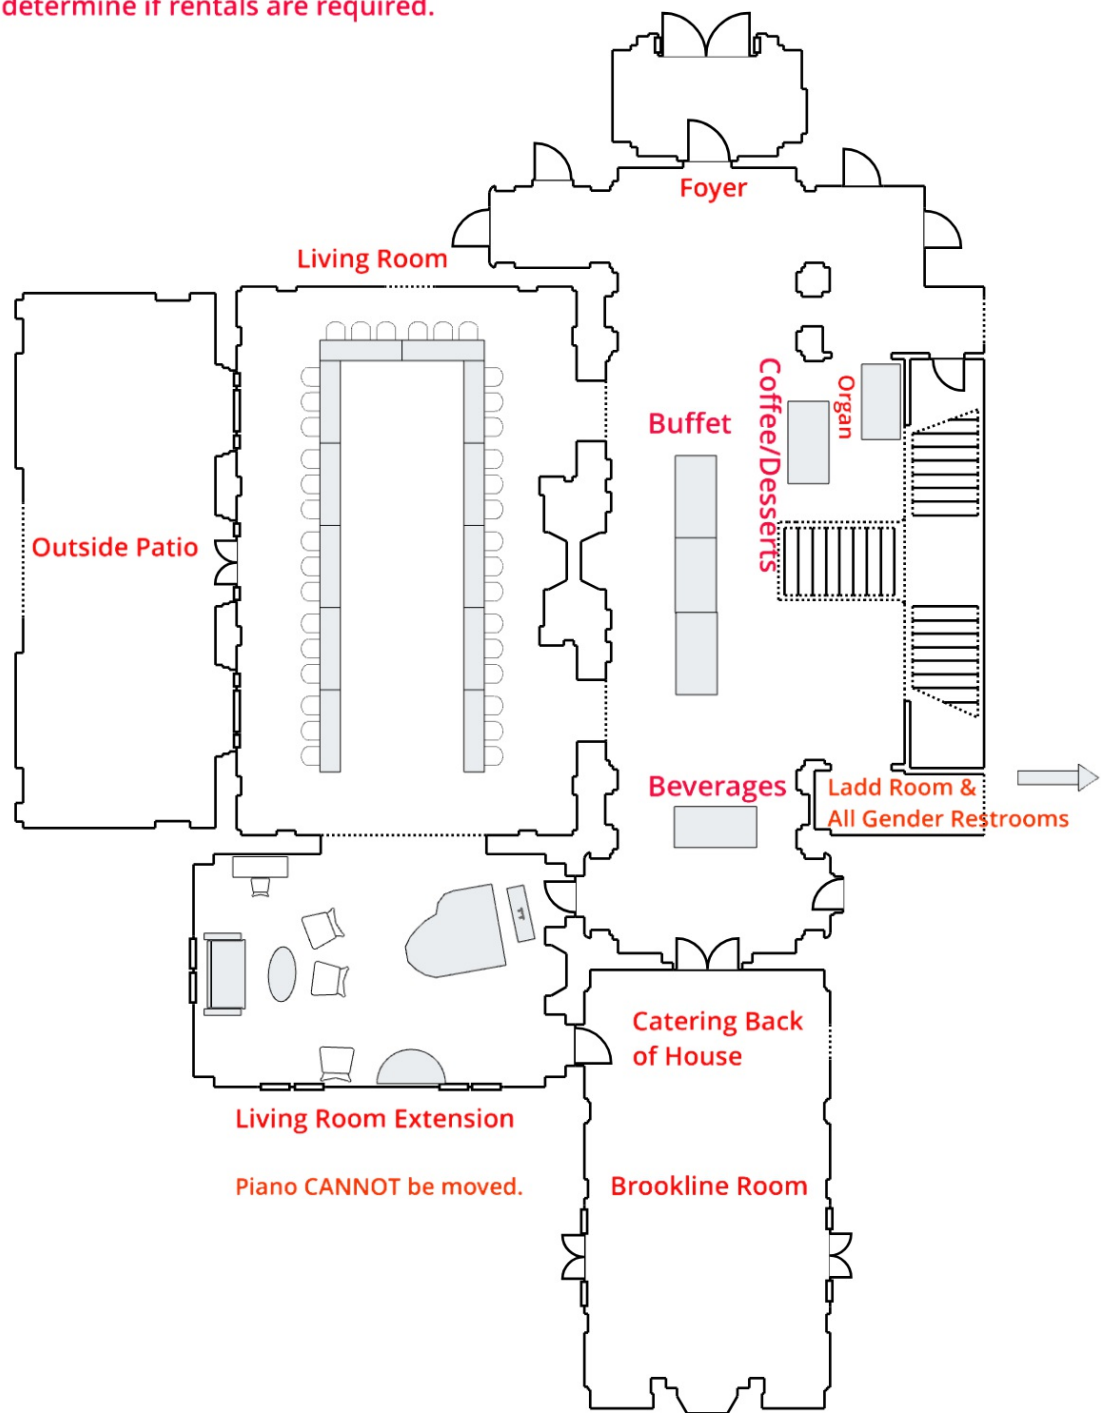 determine if rentals are required.
Foyer
Living Room
Coffee/Desserts
Organ
Buffet
Outside Patio
Beverages
Ladd Room &
All Gender Restrooms
Catering Back
of House
Living Room Extension
Piano CANNOT be moved.
Brookline Room